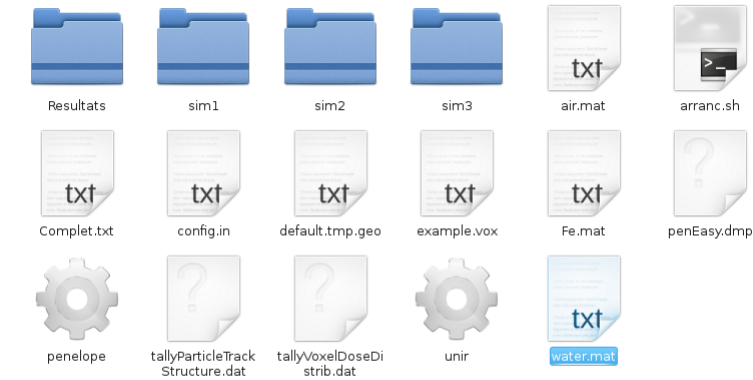 Resultats
sim1
sim2
sim3
txt
air.mat
>_
arranc.sh
txt
Complet.txt
txt
config.in
txt
default.tmp.geo
txt
example.vox
txt
Fe.mat
?
penEasy.dmp
penelope
?
tallyParticleTrack
Structure.dat
?
tallyVoxelDoseDi
strib.dat
unir
txt
water.mat